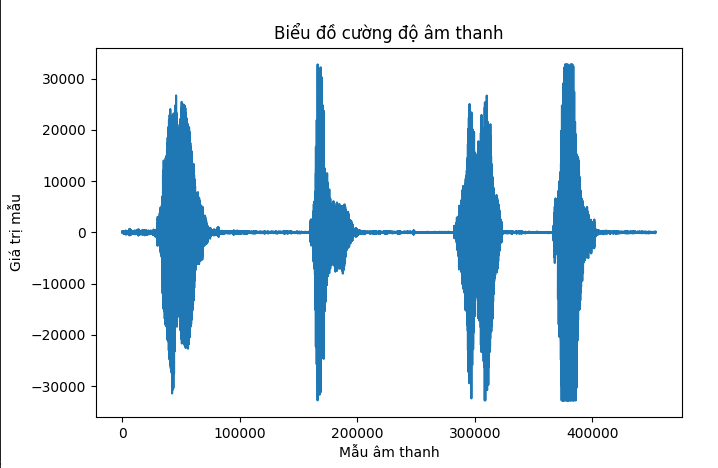 Biểu đồ cường độ âm thanh
30000
20000
10000
0
−10000
−20000
−30000
Giá trị mẫu
0 100000 200000 300000 400000
Mẫu âm thanh